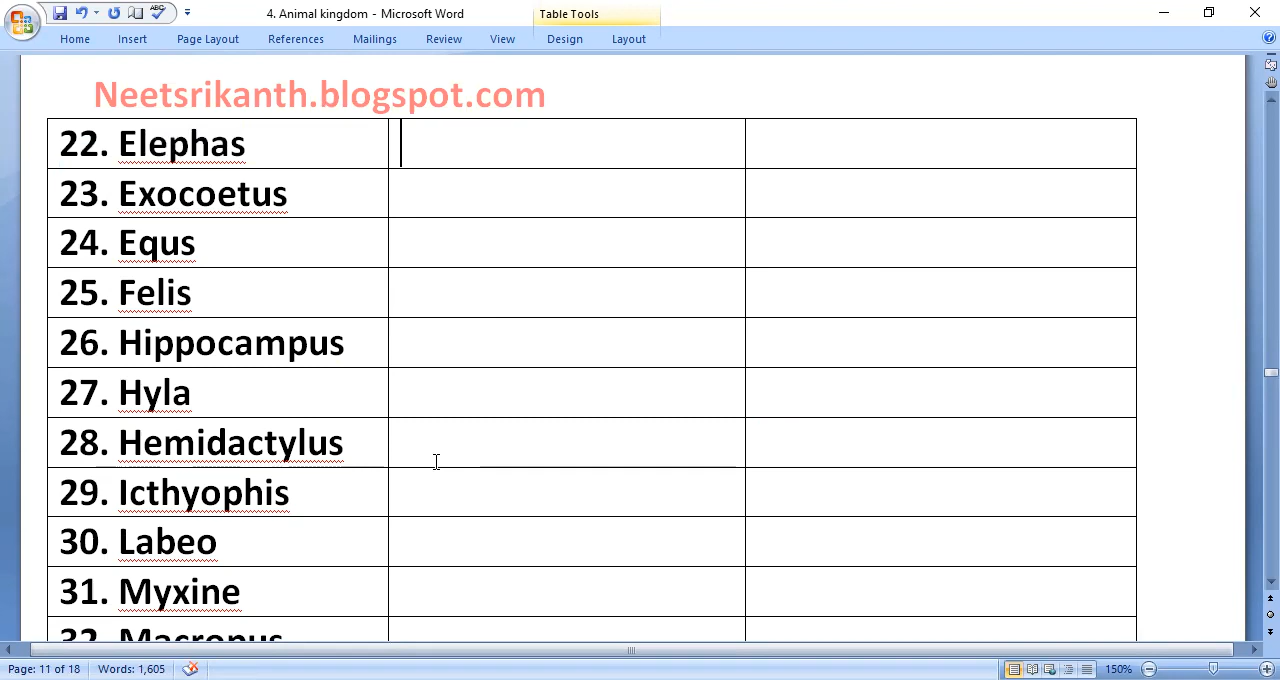 4. Animal kingdom - Microsoft Word
Table Tools
Home Insert Page Layout References Mailings Review View Design Layout
Neetsrikanth.blogspot.com
22. Elephas
23. Exocoetus
24. Equs
25. Felis
26. Hippocampus
27. Hyla
28. Hemidactylus
29. Icthyophis
30. Labeo
31. Myxine
32. Macropus
Page: 11 of 18 Words: 1,605 150%